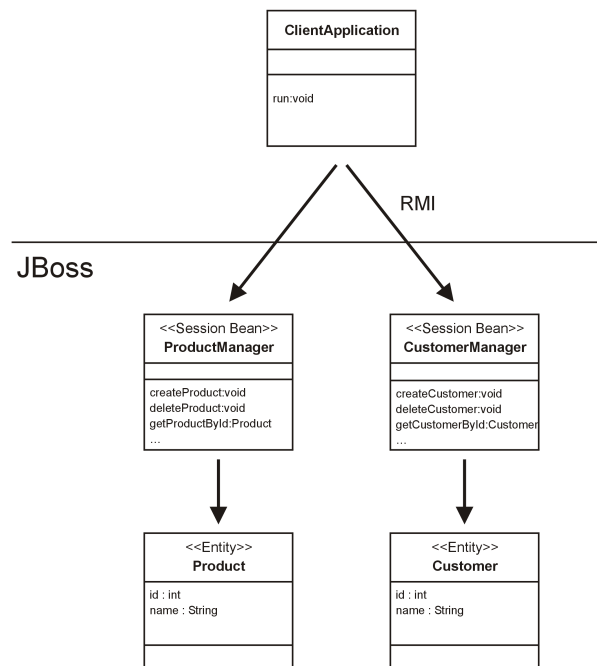 ClientApplication
run:void
RMI
JBoss
<<Session Bean>>
ProductManager
createProduct:void
deleteProduct:void
getProductById:Product
...
<<Session Bean>>
CustomerManager
createCustomer:void
deleteCustomer:void
getCustomerById:Customer
...
<<Entity>>
Product
id : int
name : String
<<Entity>>
Customer
id : int
name : String